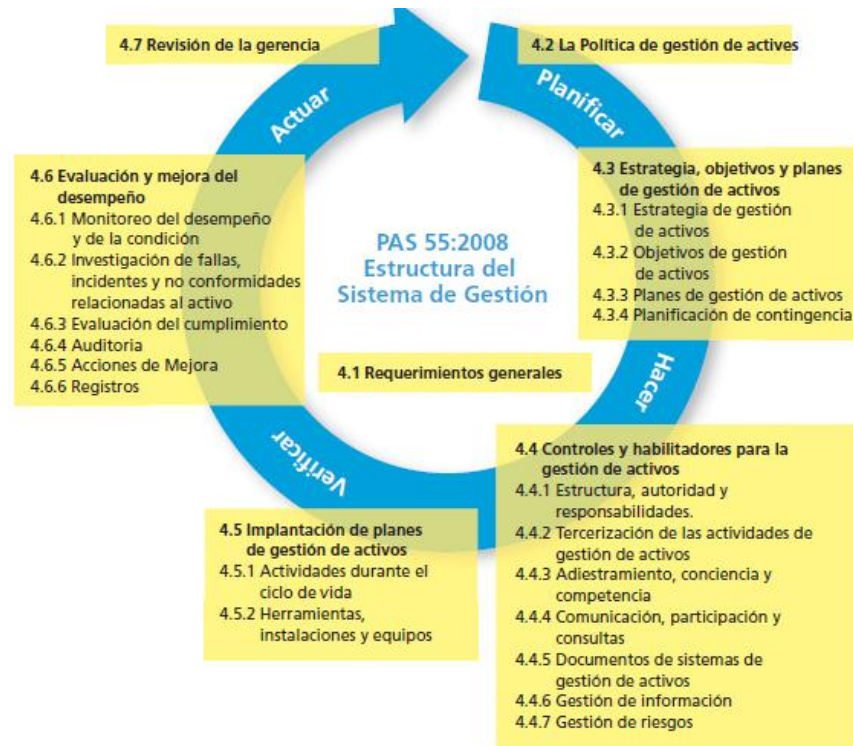 4.7 Revisión de la gerencia
4.2 La Política de gestión de actives
Actuar
Planificar
4.6 Evaluación y mejora del
desempeño
4.6.1 Monitoreo del desempeño
y de la condición
4.6.2 Investigación de fallas,
incidentes y no conformidades
relacionadas al activo
4.6.3 Evaluación del cumplimiento
4.6.4 Auditoria
4.6.5 Acciones de Mejora
4.6.6 Registros
PAS 55:2008
Estructura del
Sistema de Gestión
4.3 Estrategia, objetivos y planes
de gestión de activos
4.3.1 Estrategia de gestión
de activos
4.3.2 Objetivos de gestión
de activos
4.3.3 Planes de gestión de activos
4.3.4 Planificación de contingencia
4.1 Requerimientos generales
Hacer
Verificar
4.4 Controles y habilitadores para la
gestión de activos
4.4.1 Estructura, autoridad y
responsabilidades.
4.4.2 Tercerización de las actividades de
gestión de activos
4.4.3 Adiestramiento, conciencia y
competencia
4.4.4 Comunicación, participación y
consultas
4.4.5 Documentos de sistemas de
gestión de activos
4.4.6 Gestión de información
4.4.7 Gestión de riesgos
4.5 Implantación de planes
de gestión de activos
4.5.1 Actividades durante el
ciclo de vida
4.5.2 Herramientas,
instalaciones y equipos